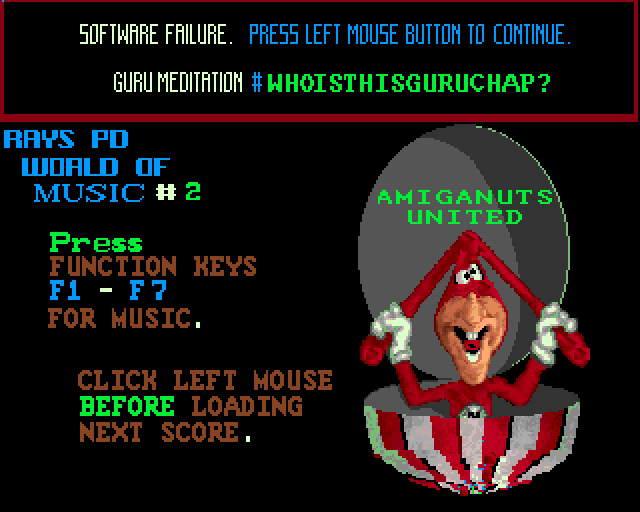 SOFTWARE FAILURE. PRESS LEFT MOUSE BUTTON TO CONTINUE.
GURU MEDITATION #WHOISTHISGURUCHAP?
RAYS PD
WORLD OF
MUSIC # 2
AMIGANUTS
UNITED
Press
FUNCTION KEYS
F1 - F7
FOR MUSIC.
CLICK LEFT MOUSE
BEFORE LOADING
NEXT SCORE.